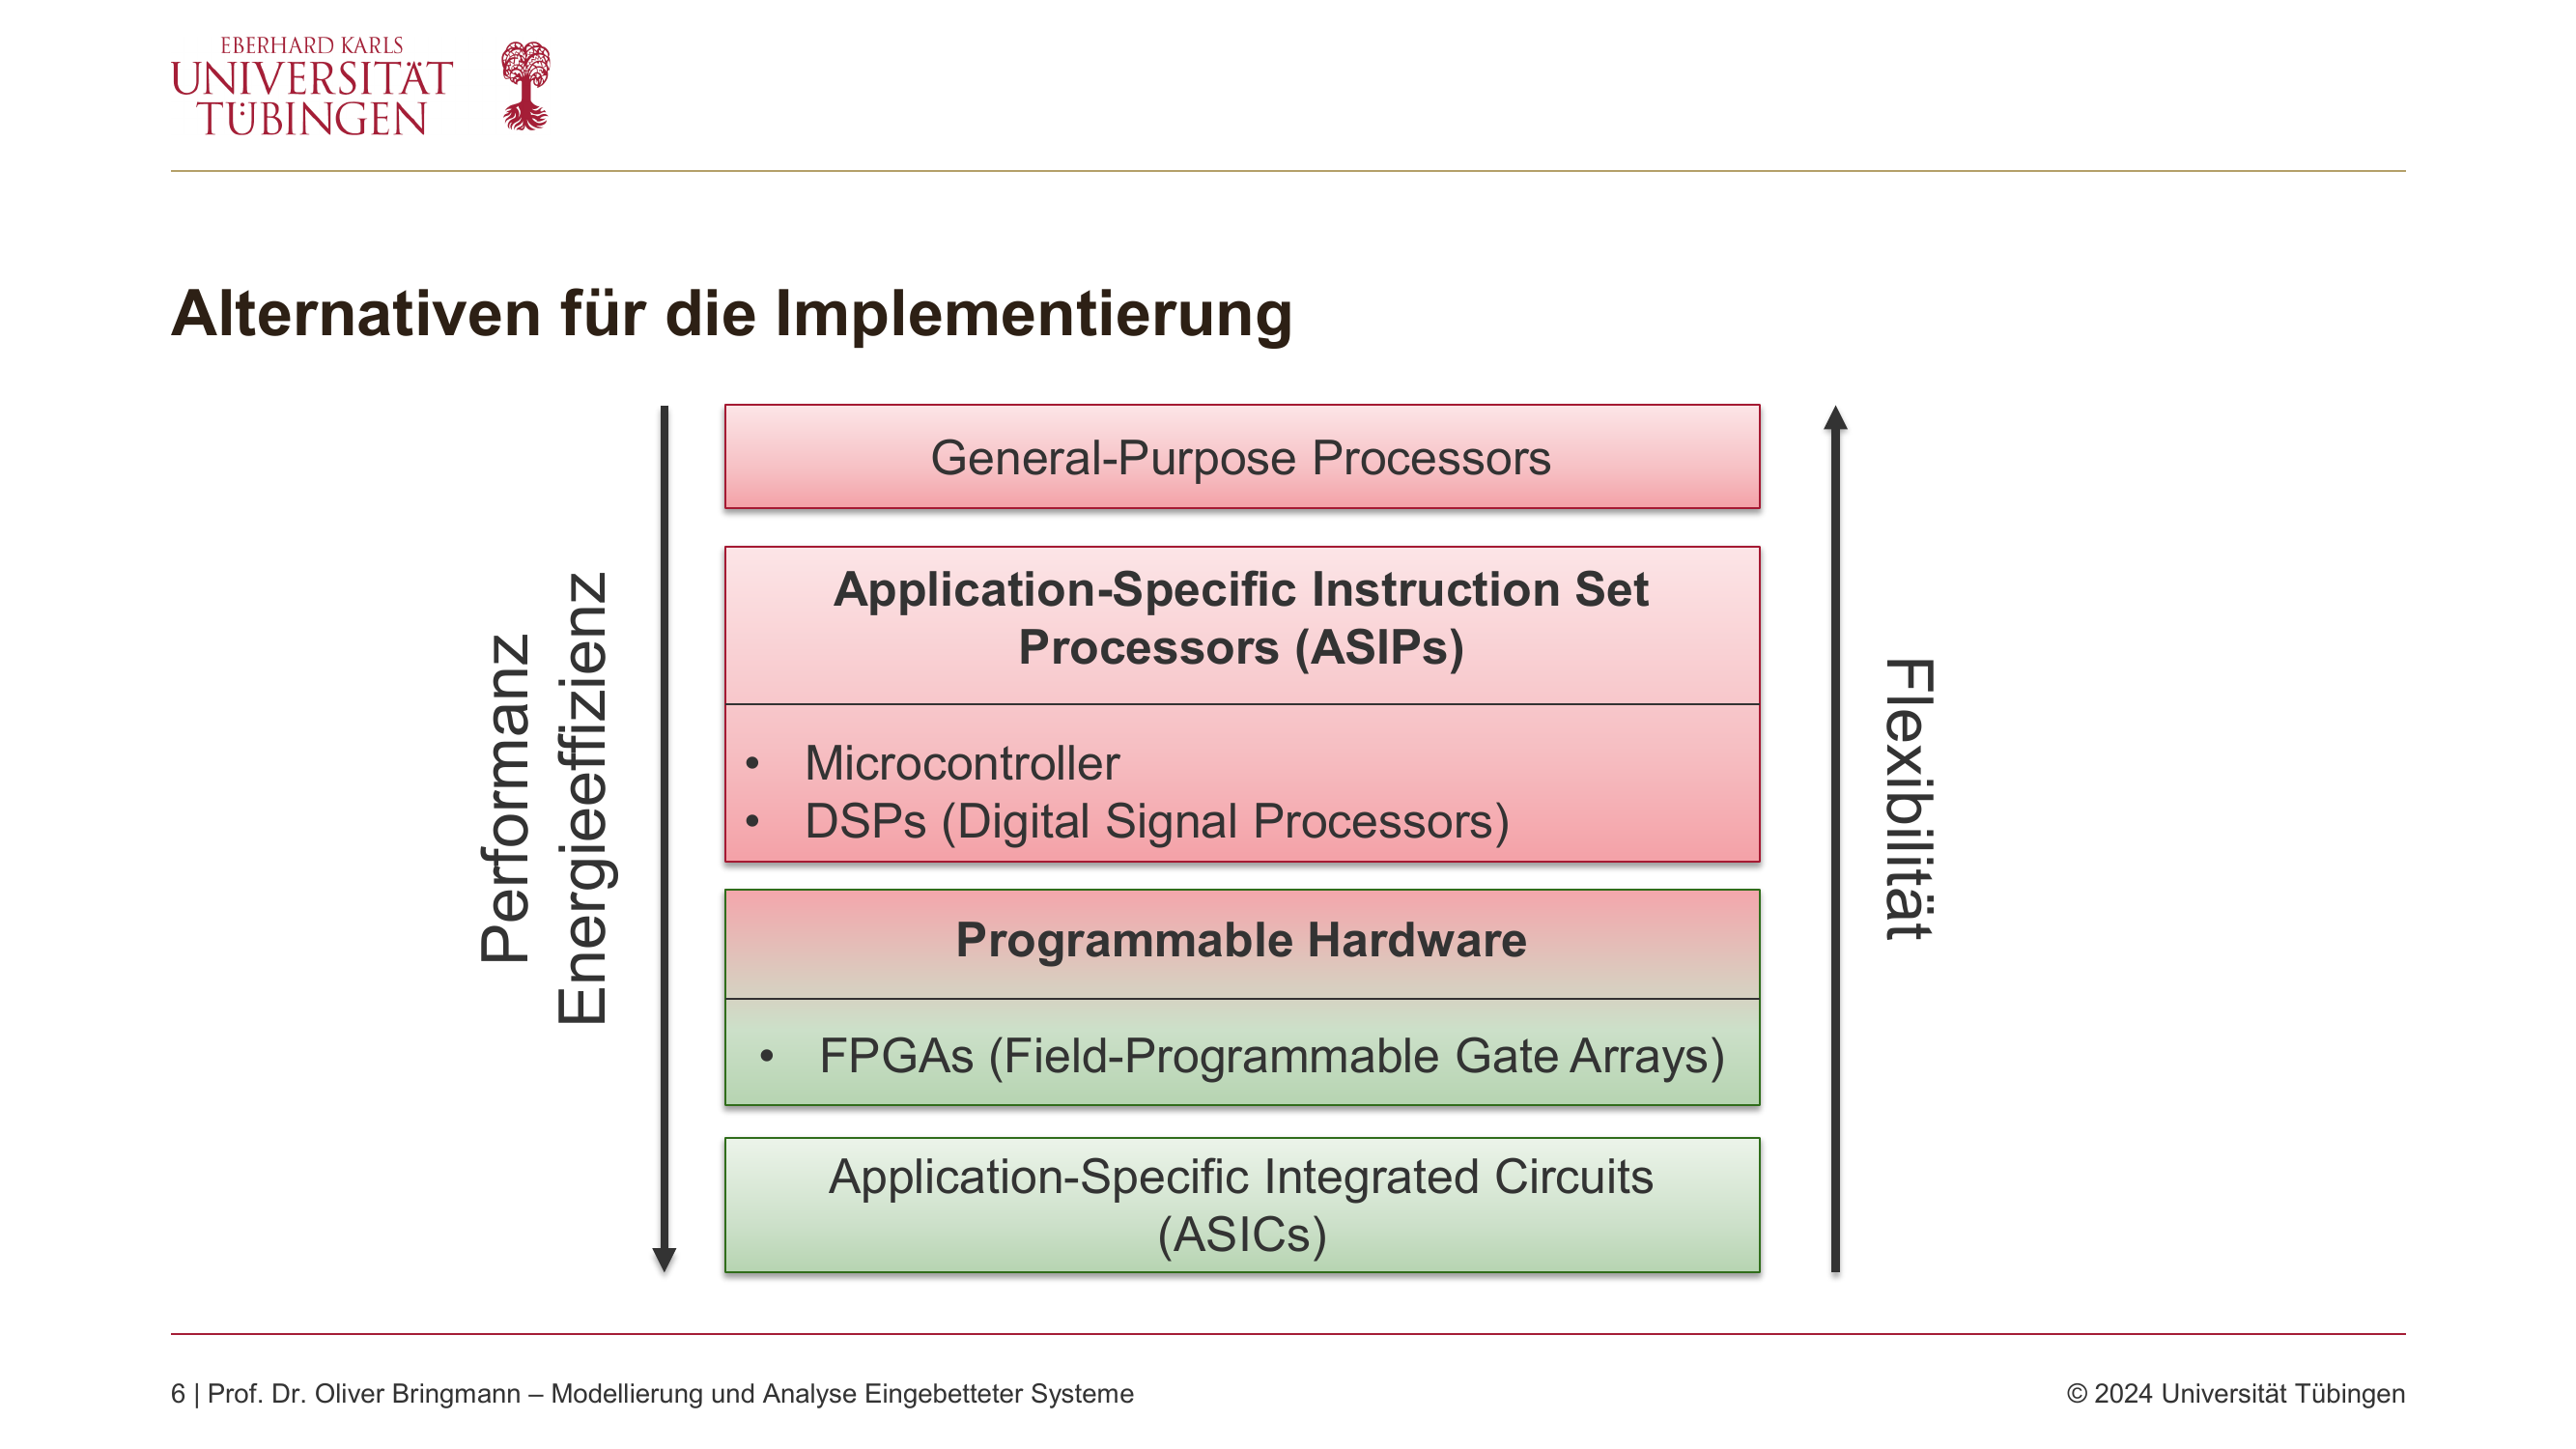 EBERHARD KARLS
UNIVERSITÄT
TÜBINGEN
Alternativen für die Implementierung
Performanz
Energieeffizienz
General-Purpose Processors
Application-Specific Instruction Set
Processors (ASIPs)
• Microcontroller
• DSPs (Digital Signal Processors)
Programmable Hardware
• FPGAs (Field-Programmable Gate Arrays)
Application-Specific Integrated Circuits
(ASICs)
Flexibilität
6 | Prof. Dr. Oliver Bringmann – Modellierung und Analyse Eingebetteter Systeme
© 2024 Universität Tübingen